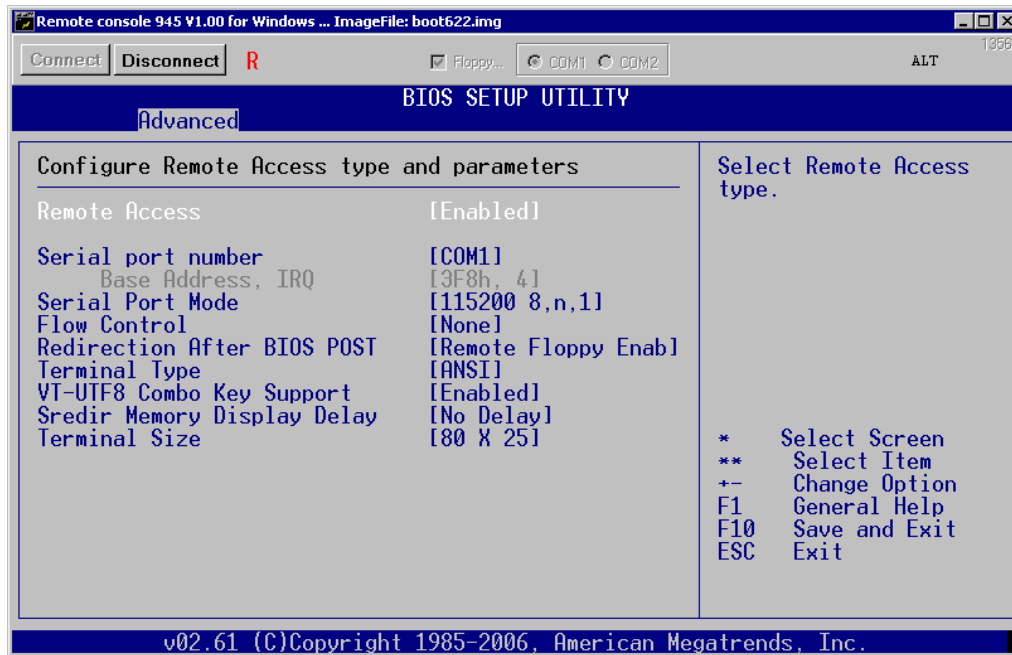 Remote console 945 V1.00 for Windows ... ImageFile: boot622.img
Connect Disconnect R Floppy... COM1 COM2 ALT 1356
BIOS SETUP UTILITY
Advanced
Configure Remote Access type and parameters
Remote Access [Enabled]
Serial port number [COM1]
Base Address, IRQ [3F8h, 4]
Serial Port Mode [115200 8,n,1]
Flow Control [None]
Redirection After BIOS POST [Remote Floppy Enab]
Terminal Type [ANSI]
VT-UTF8 Combo Key Support [Enabled]
Sredir Memory Display Delay [No Delay]
Terminal Size [80 X 25]
Select Remote Access
type.
* Select Screen
** Select Item
+- Change Option
F1 General Help
F10 Save and Exit
ESC Exit
v02.61 (C)Copyright 1985-2006, American Megatrends, Inc.